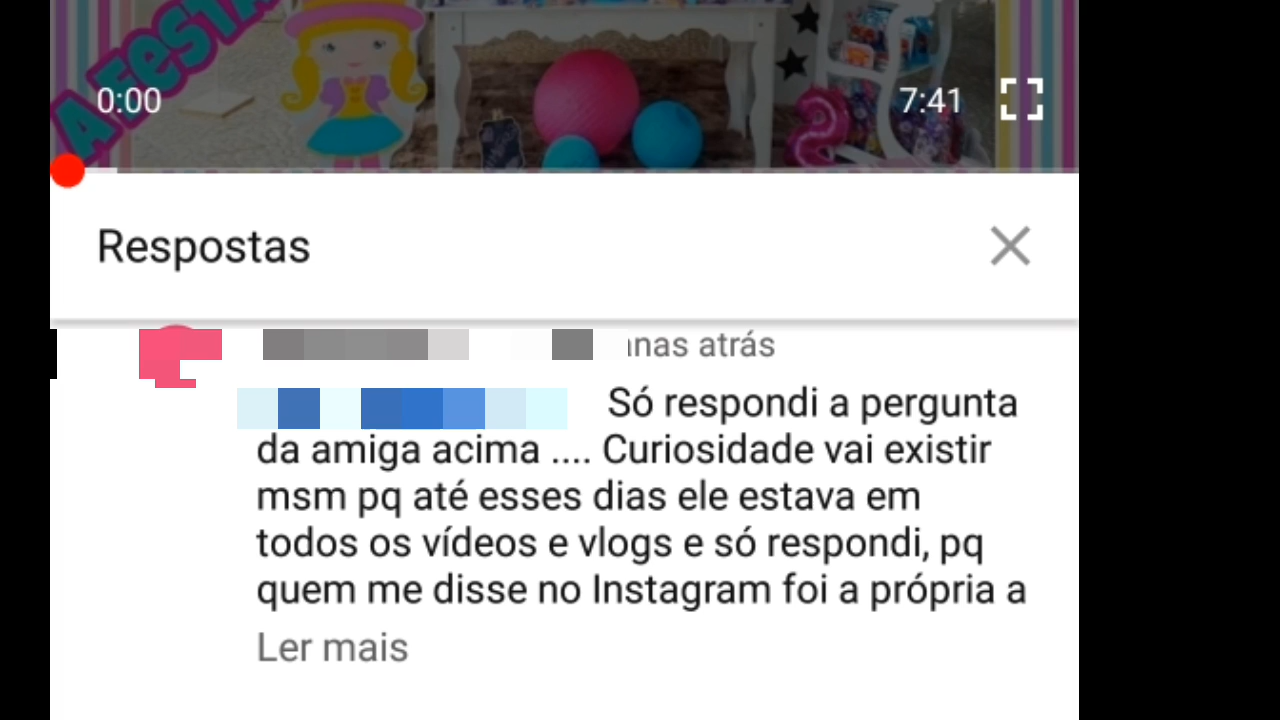 A FESTA
0:00
7:41
2
Respostas
atrás
Só respondi a pergunta
da amiga acima .... Curiosidade vai existir
msm pq até esses dias ele estava em
todos os vídeos e vlogs e só respondi, pq
quem me disse no Instagram foi a própria a
Ler mais